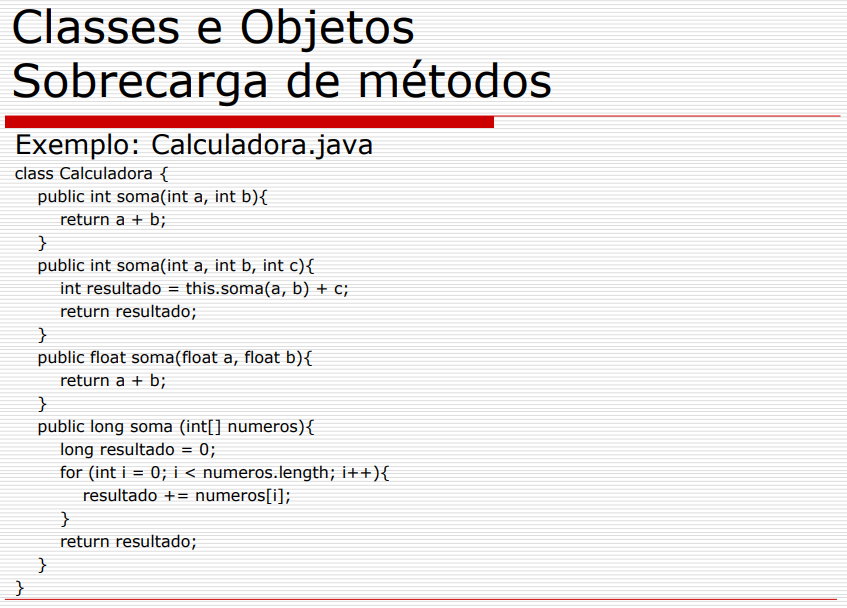 Classes e Objetos
Sobrecarga de métodos
Exemplo: Calculadora.java
class Calculadora {
public int soma(int a, int b){
return a + b;
}
public int soma(int a, int b, int c){
int resultado = this.soma(a, b) + c;
return resultado;
}
public float soma(float a, float b){
return a + b;
}
public long soma (int[] numeros){
long resultado = 0;
for (int i = 0; i < numeros.length; i++){
resultado += numeros[i];
}
return resultado;
}
}